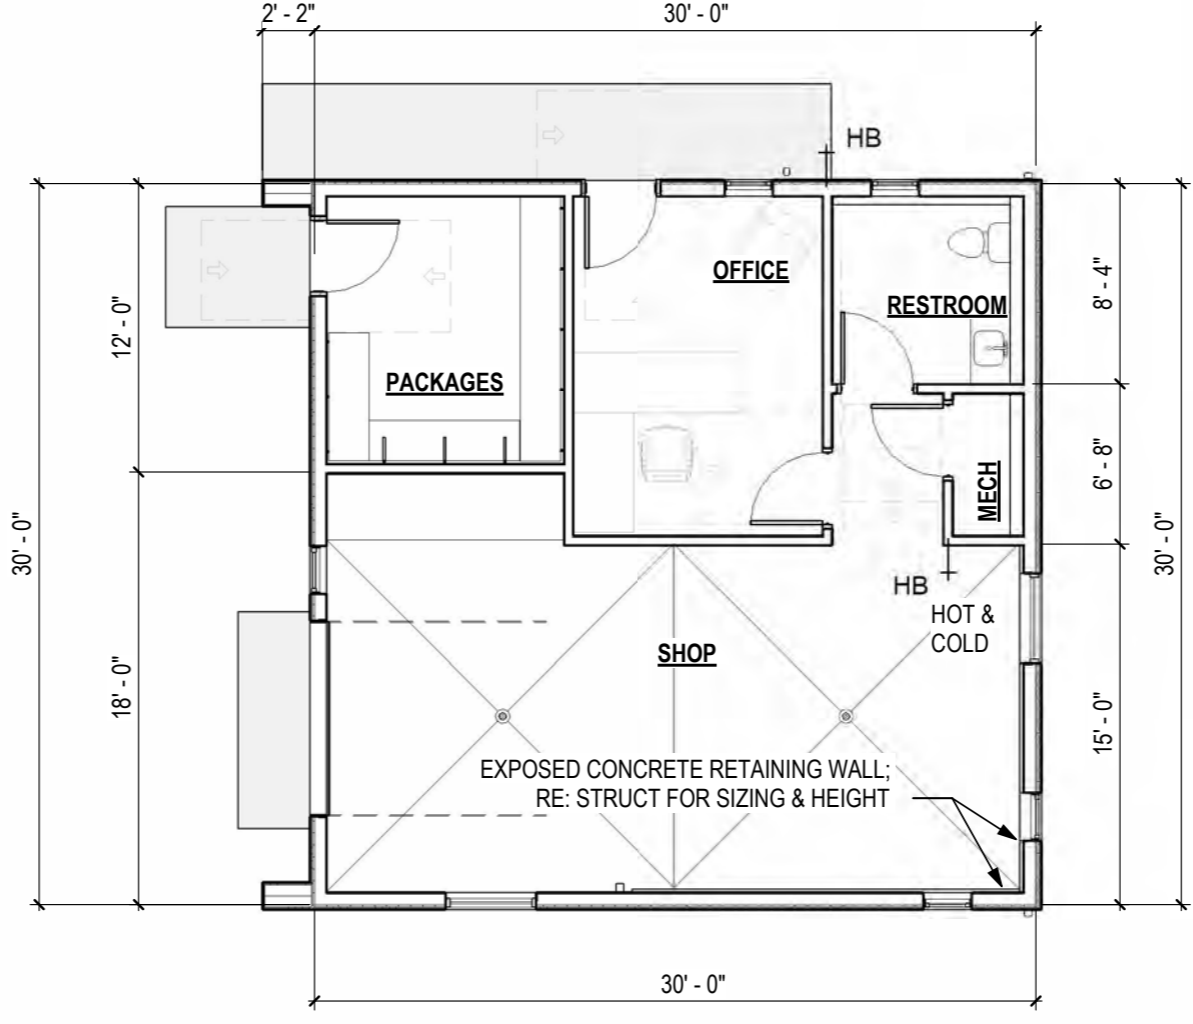 2' - 2"
30' - 0"
HB
OFFICE
RESTROOM
8' - 4"
12' - 0"
PACKAGES
6' - 8"
MECH
30' - 0"
30' - 0"
HB
HOT &
COLD
SHOP
18' - 0"
15' - 0"
EXPOSED CONCRETE RETAINING WALL;
RE: STRUCT FOR SIZING & HEIGHT
30' - 0"